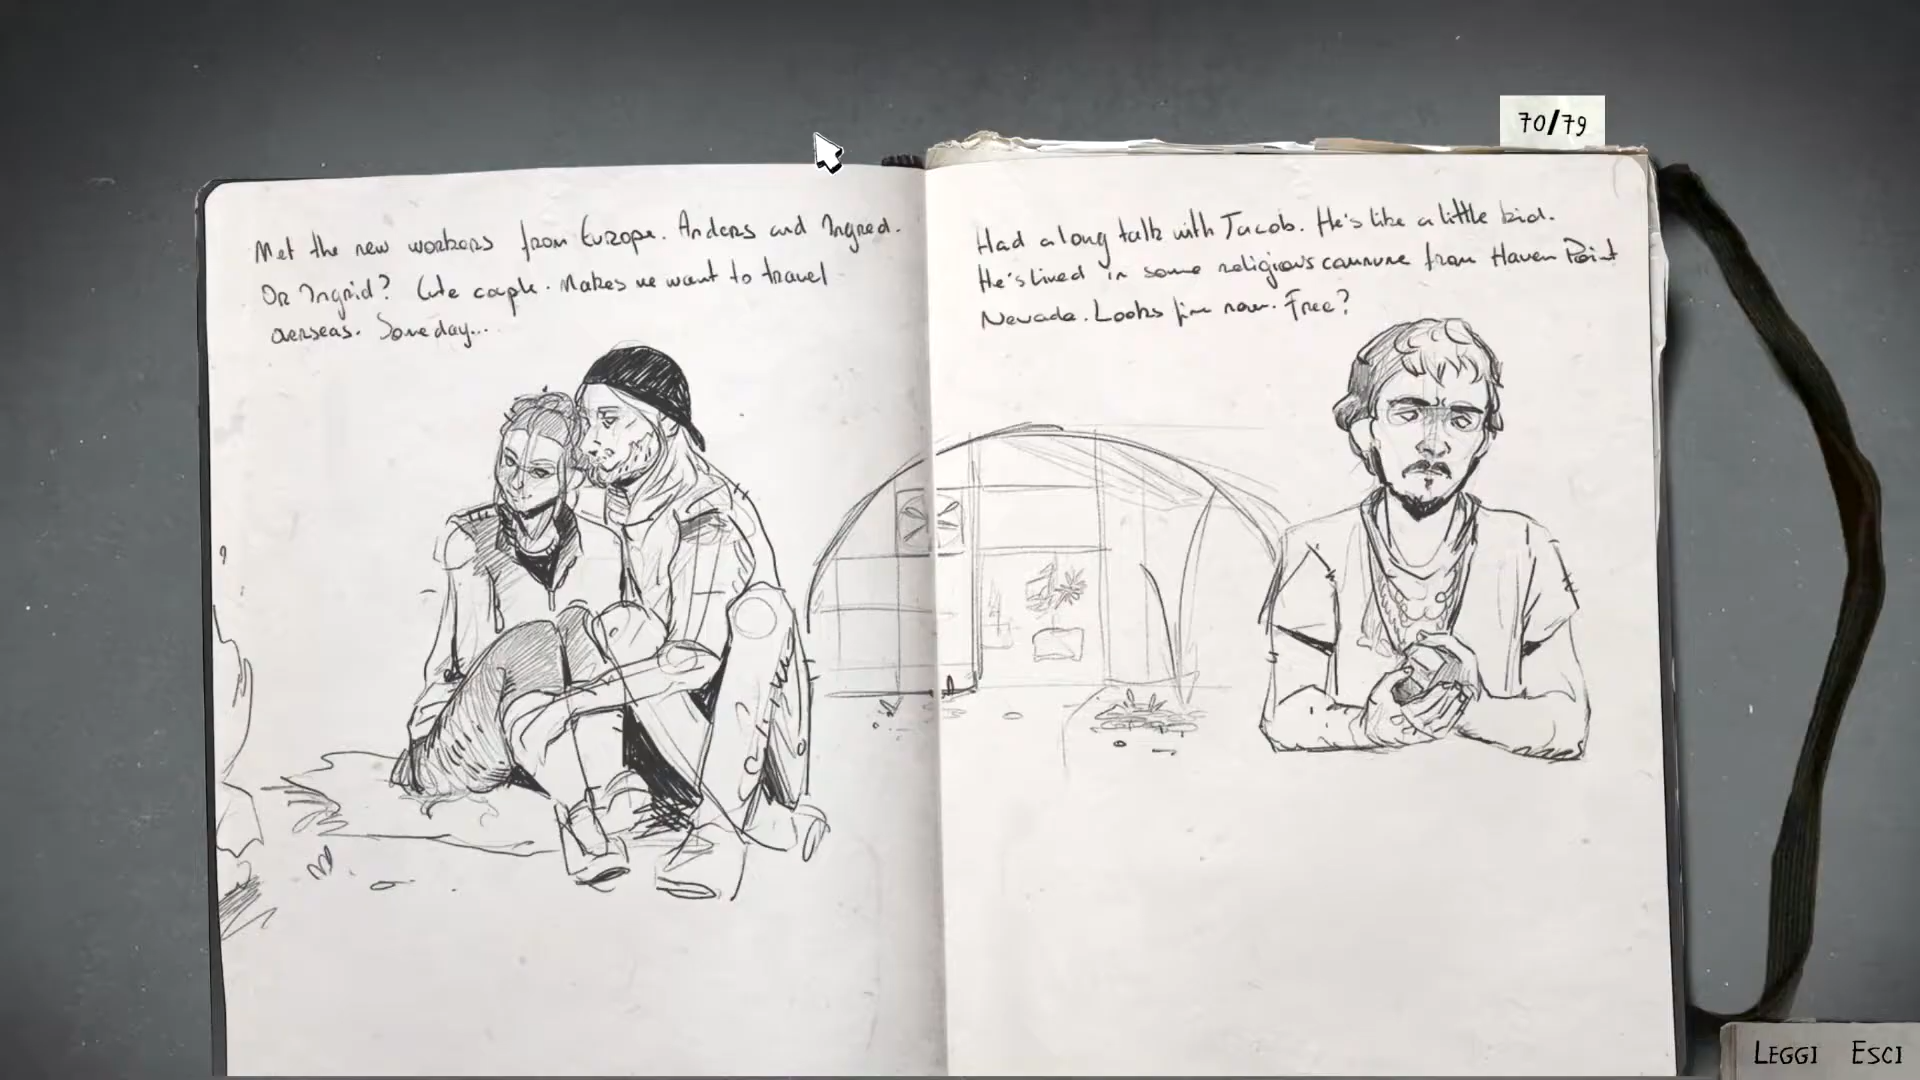 70/79
Met the new workers from Europe. Anders and Ingred.
Or Ingrid? Cute couple. Makes me want to travel
overseas. Someday...
Had a long talk with Jacob. He's like a little kid.
He's lived in some religious commune from Haven Point
Nevada. Looks fine now. Free?
LEGGI ESCI